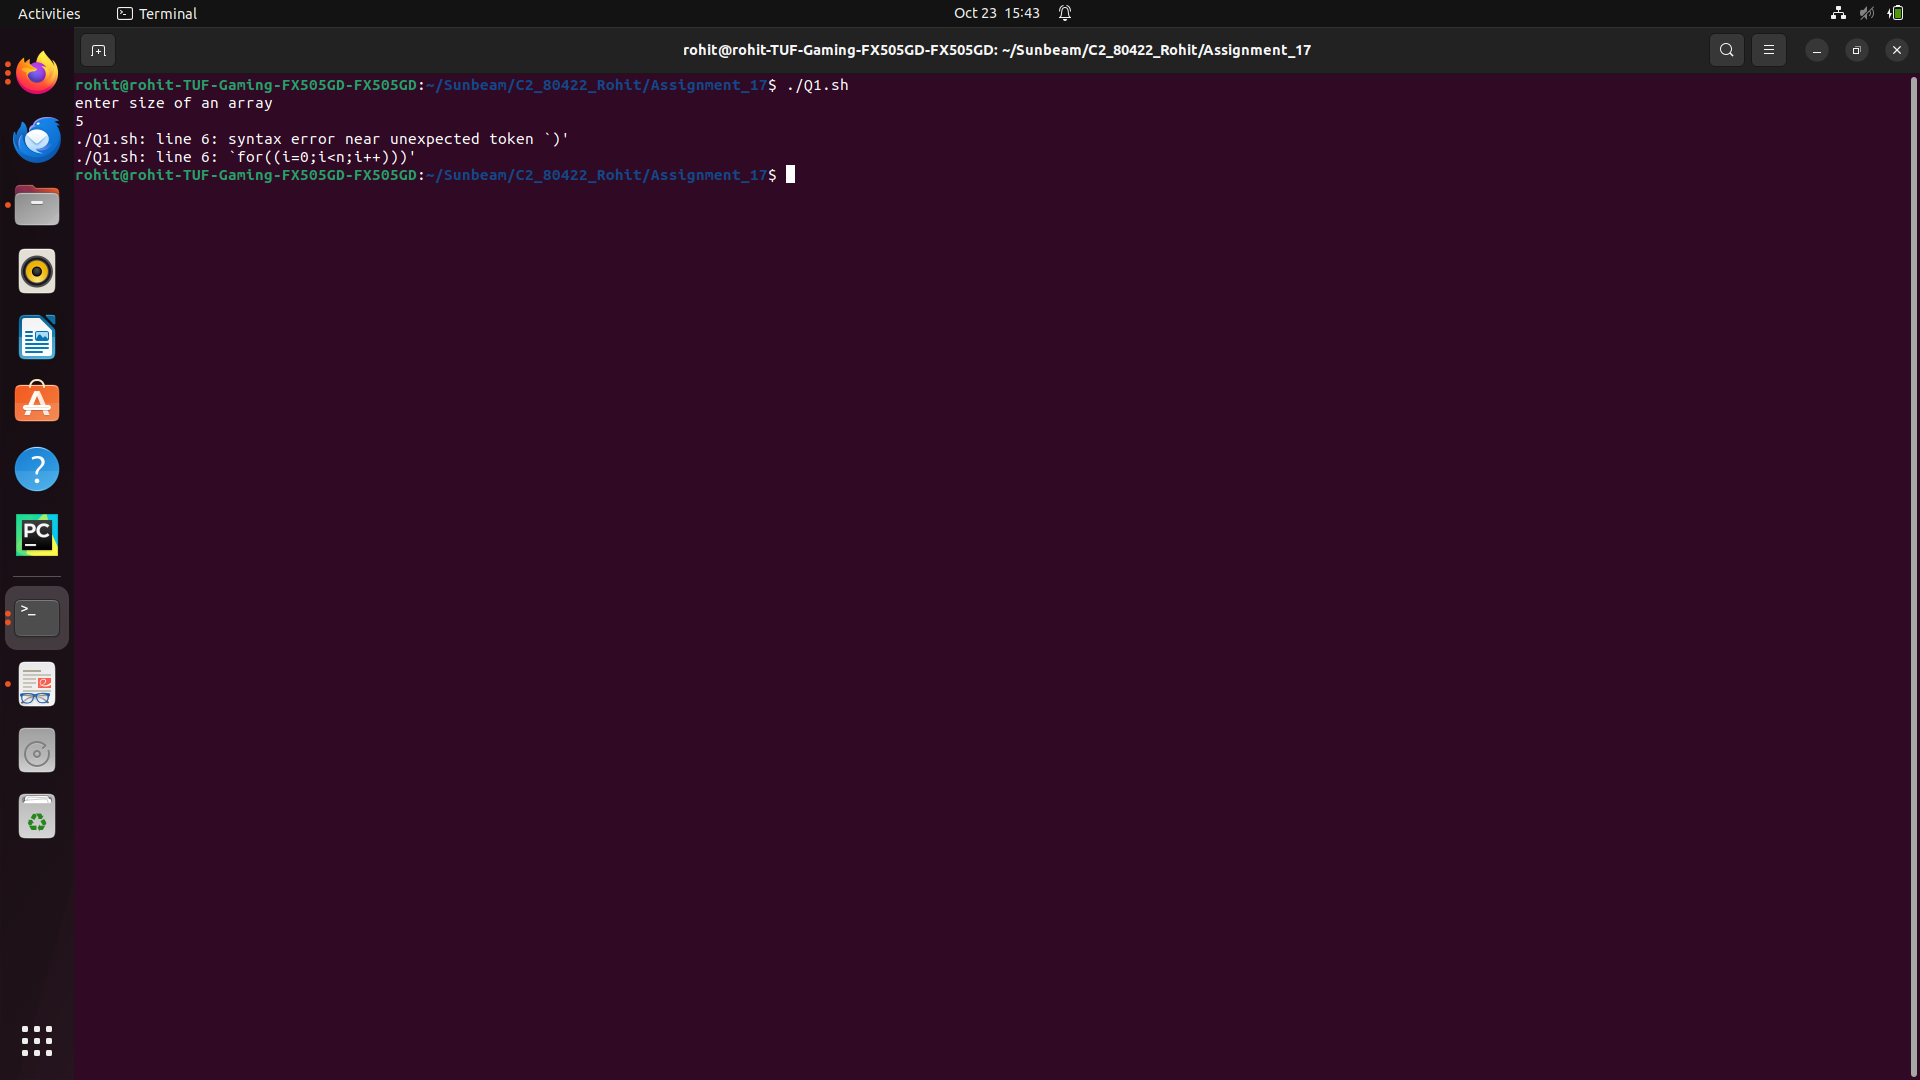 Activities
Terminal
Oct 23 15:43
rohit@rohit-TUF-Gaming-FX505GD-FX505GD: ~/Sunbeam/C2_80422_Rohit/Assignment_17
rohit@rohit-TUF-Gaming-FX505GD-FX505GD:~/Sunbeam/C2_80422_Rohit/Assignment_17$ ./Q1.sh
enter size of an array
5
./Q1.sh: line 6: syntax error near unexpected token `)'
./Q1.sh: line 6: `for((i=0;i<n;i++)))'
rohit@rohit-TUF-Gaming-FX505GD-FX505GD:~/Sunbeam/C2_80422_Rohit/Assignment_17$
PC